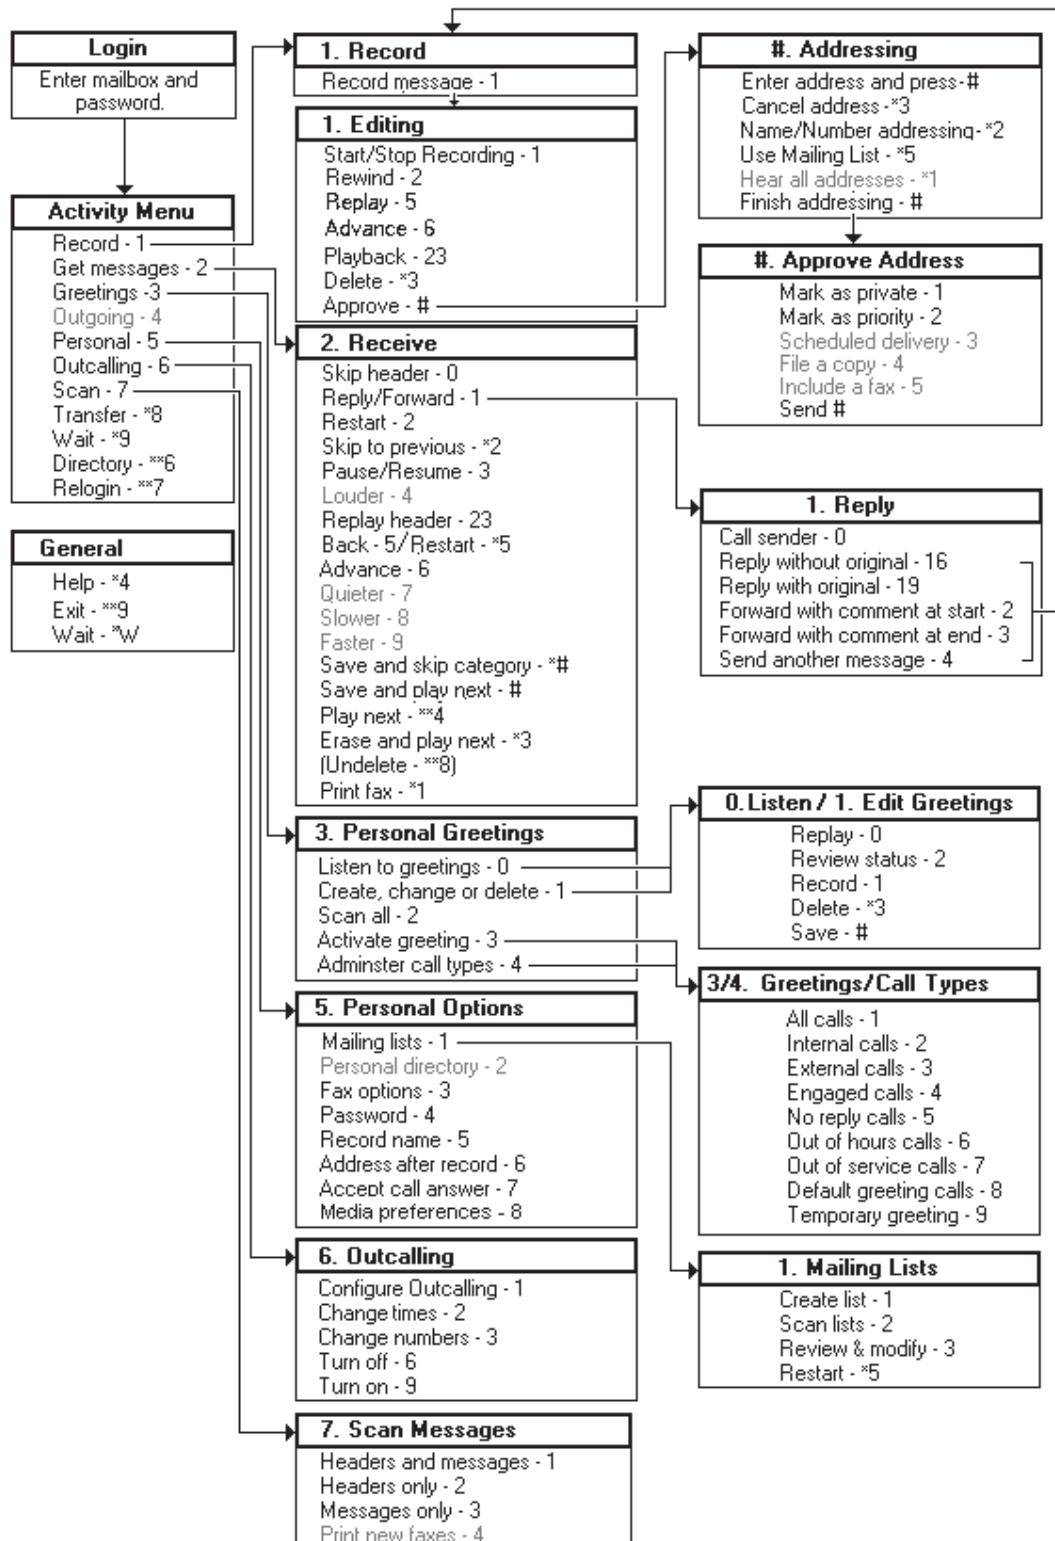 Login
Enter mailbox and
password.
Activity Menu
Record - 1
Get messages - 2
Greetings -3
Outgoing - 4
Personal - 5
Outcalling - 6
Scan - 7
Transfer - *8
Wait - *9
Directory - **6
Relogin - **7
General
Help - *4
Exit - **9
Wait - *W
1. Record
Record message - 1
1. Editing
Start/Stop Recording - 1
Rewind - 2
Replay - 5
Advance - 6
Playback - 23
Delete - *3
Approve - #
2. Receive
Skip header - 0
Reply/Forward - 1
Restart - 2
Skip to previous - *2
Pause/Resume - 3
Louder - 4
Replay header - 23
Back - 5/Restart - *5
Advance - 6
Quieter - 7
Slower - 8
Faster - 9
Save and skip category - *#
Save and play next - #
Play next - **4
Erase and play next - *3
(Undelete - **8)
Print fax - *1
3. Personal Greetings
Listen to greetings - 0
Create, change or delete - 1
Scan all - 2
Activate greeting - 3
Adminster call types - 4
5. Personal Options
Mailing lists - 1
Personal directory - 2
Fax options - 3
Password - 4
Record name - 5
Address after record - 6
Accept call answer - 7
Media preferences - 8
6. Outcalling
Configure Outcalling - 1
Change times - 2
Change numbers - 3
Turn off - 6
Turn on - 9
7. Scan Messages
Headers and messages - 1
Headers only - 2
Messages only - 3
Print new faxes - 4
#. Addressing
Enter address and press-#
Cancel address -*3
Name/Number addressing-*2
Use Mailing List - *5
Hear all addresses - *1
Finish addressing - #
#. Approve Address
Mark as private - 1
Mark as priority - 2
Scheduled delivery - 3
File a copy - 4
Include a fax - 5
Send #
1. Reply
Call sender - 0
Reply without original - 16
Reply with original - 19
Forward with comment at start - 2
Forward with comment at end - 3
Send another message - 4
0.Listen / 1. Edit Greetings
Replay - 0
Review status - 2
Record - 1
Delete - *3
Save - #
3/4. Greetings/Call Types
All calls - 1
Internal calls - 2
External calls - 3
Engaged calls - 4
No reply calls - 5
Out of hours calls - 6
Out of service calls - 7
Default greeting calls - 8
Temporary greeting - 9
1. Mailing Lists
Create list - 1
Scan lists - 2
Review & modify - 3
Restart - *5